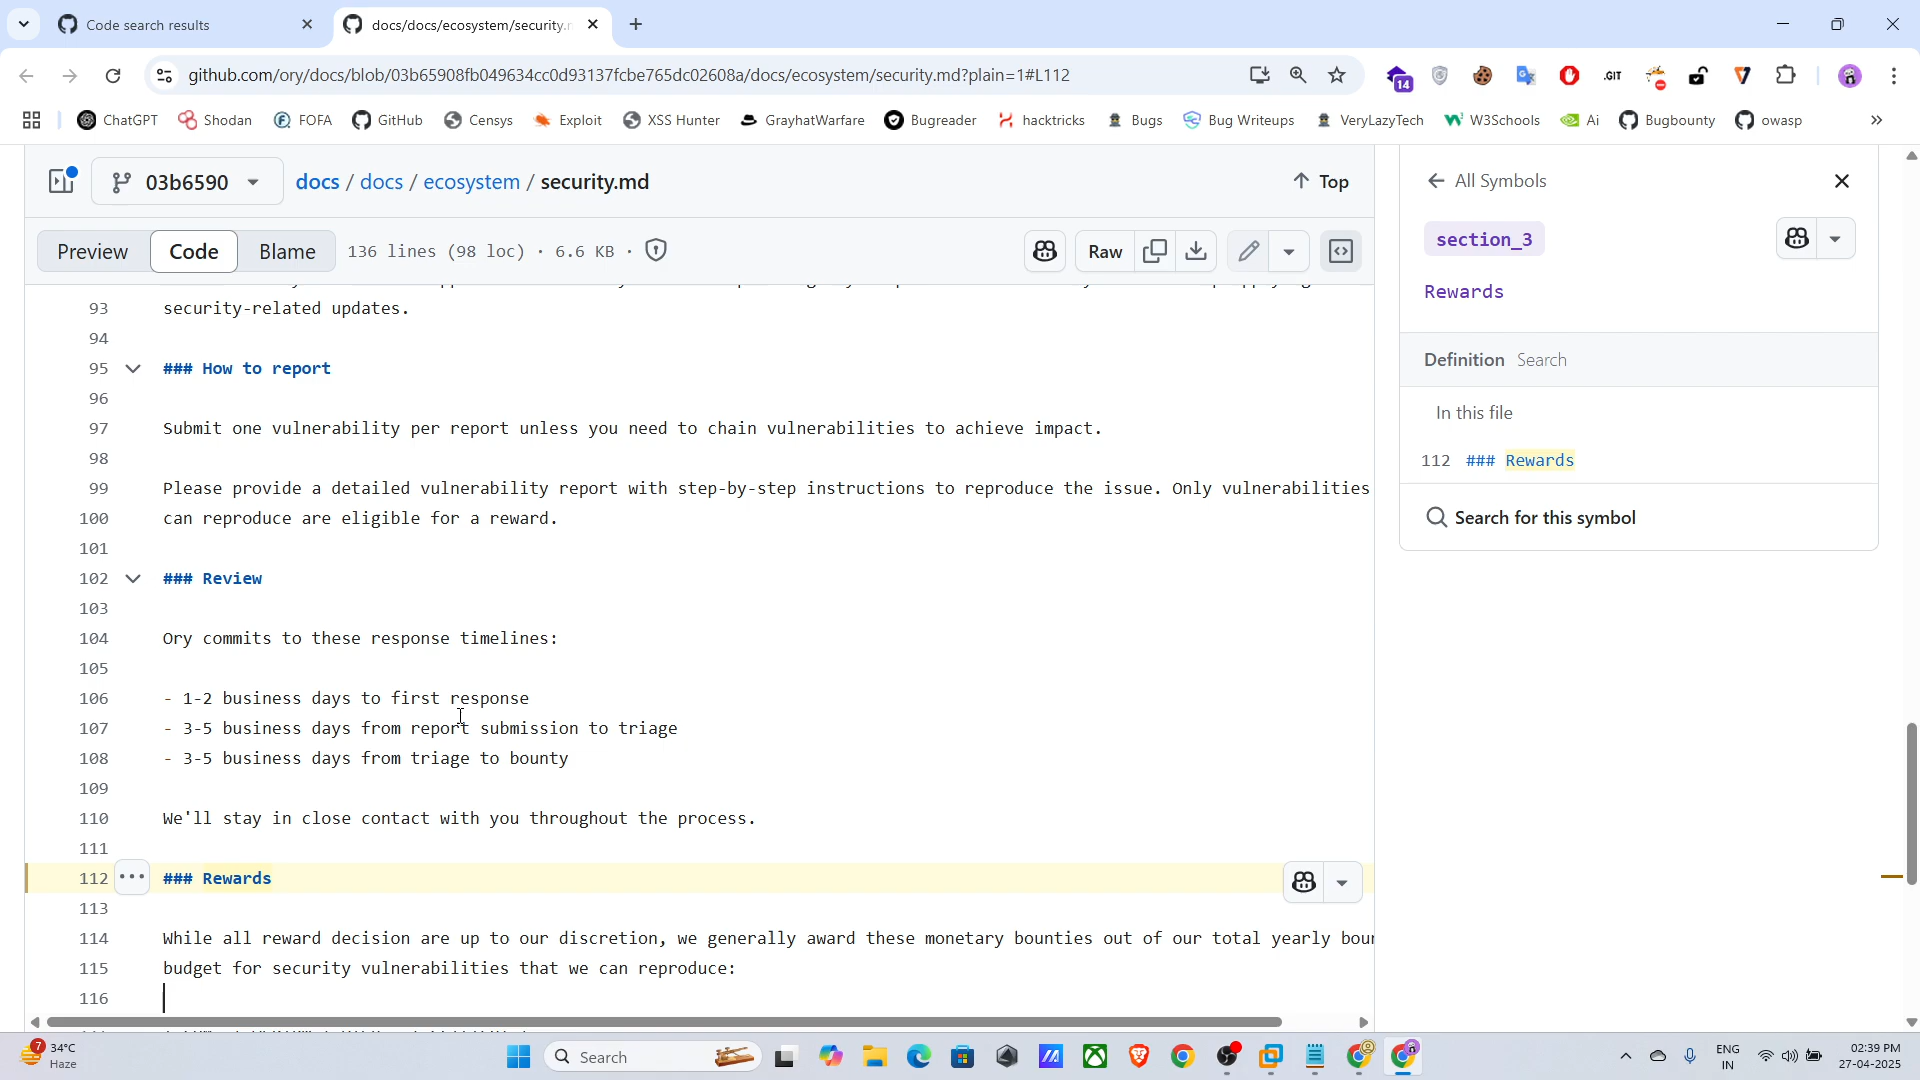 Code search results
docs/docs/ecosystem/security.
github.com/ory/docs/blob/03b65908fb049634cc0d93137fcbe765dc02608a/docs/ecosystem/security.md?plain=1#L112
14
.GIT
ChatGPT
Shodan
FOFA
GitHub
Censys
Exploit
XSS Hunter
GrayhatWarfare
Bugreader
hacktricks
Bugs
Bug Writeups
VeryLazyTech
W3Schools
Ai
Bugbounty
owasp
»
03b6590
docs / docs / ecosystem / security.md
Top
Preview
Code
Blame
136 lines (98 loc) · 6.6 KB ·
Raw
93 security-related updates.
94
95 ### How to report
96
97 Submit one vulnerability per report unless you need to chain vulnerabilities to achieve impact.
98
99 Please provide a detailed vulnerability report with step-by-step instructions to reproduce the issue. Only vulnerabilities
100 can reproduce are eligible for a reward.
101
102 ### Review
103
104 Ory commits to these response timelines:
105
106 - 1-2 business days to first response
107 - 3-5 business days from report submission to triage
108 - 3-5 business days from triage to bounty
109
110 We'll stay in close contact with you throughout the process.
111
112 ### Rewards
113
114 While all reward decision are up to our discretion, we generally award these monetary bounties out of our total yearly
115 budget for security vulnerabilities that we can reproduce:
116
All Symbols
section_3
Rewards
Definition Search
In this file
112 ### Rewards
Search for this symbol
7
34°C
Haze
Search
ENG
IN
02:39 PM
27-04-2025